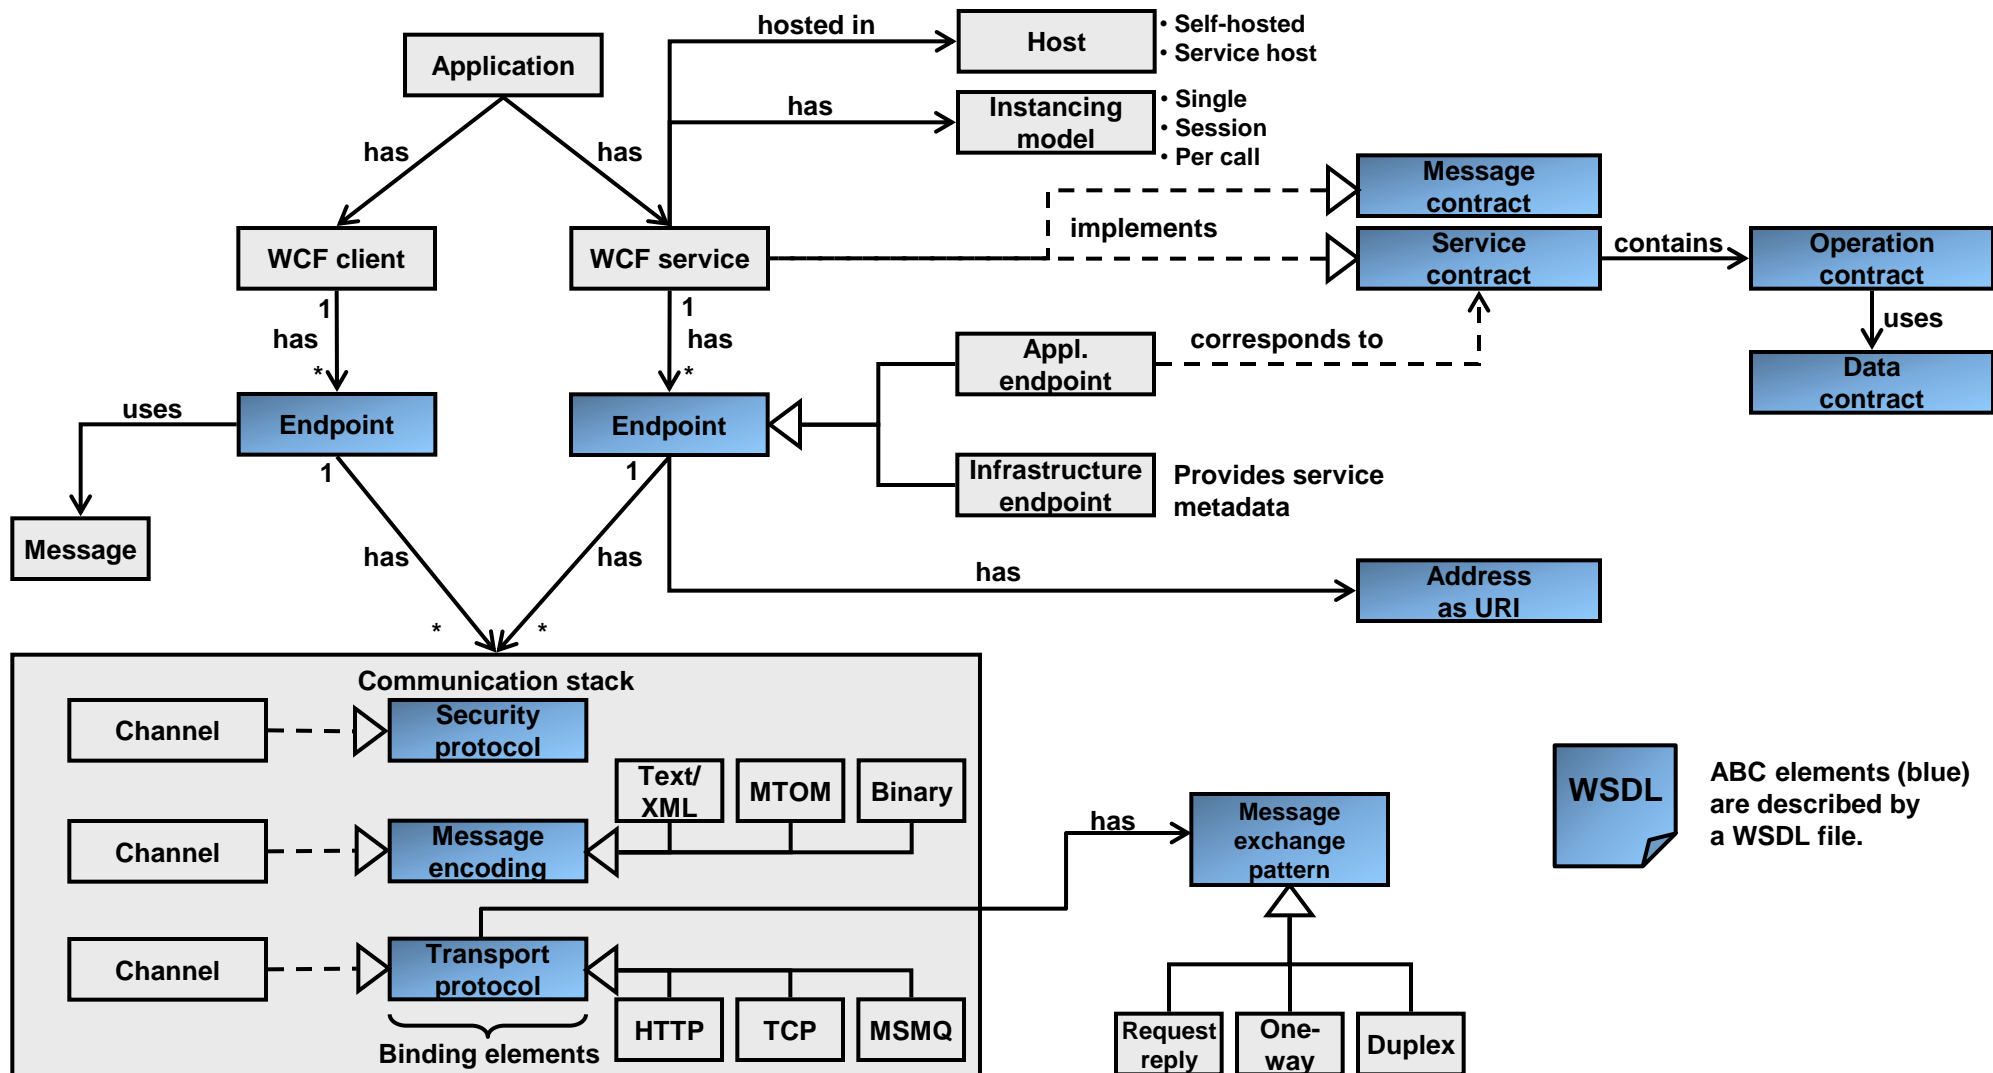 hosted in
Host
• Self-hosted
• Service host
Application
has
Instancing
model
• Single
• Session
• Per call
has
has
Message
contract
implements
WCF client
WCF service
Service
contract
contains
Operation
contract
1
has
*
1
has
*
uses
Appl.
endpoint
corresponds to
Data
contract
uses
Endpoint
Endpoint
1
1
Infrastructure
endpoint
Provides service
metadata
Message
has
has
has
Address
as URI
*
*
Communication stack
Channel
Security
protocol
Text/
XML
MTOM
Binary
Channel
Message
encoding
has
Message
exchange
pattern
WSDL
ABC elements (blue)
are described by
a WSDL file.
Channel
Transport
protocol
HTTP
TCP
MSMQ
Binding elements
Request
reply
One-
way
Duplex